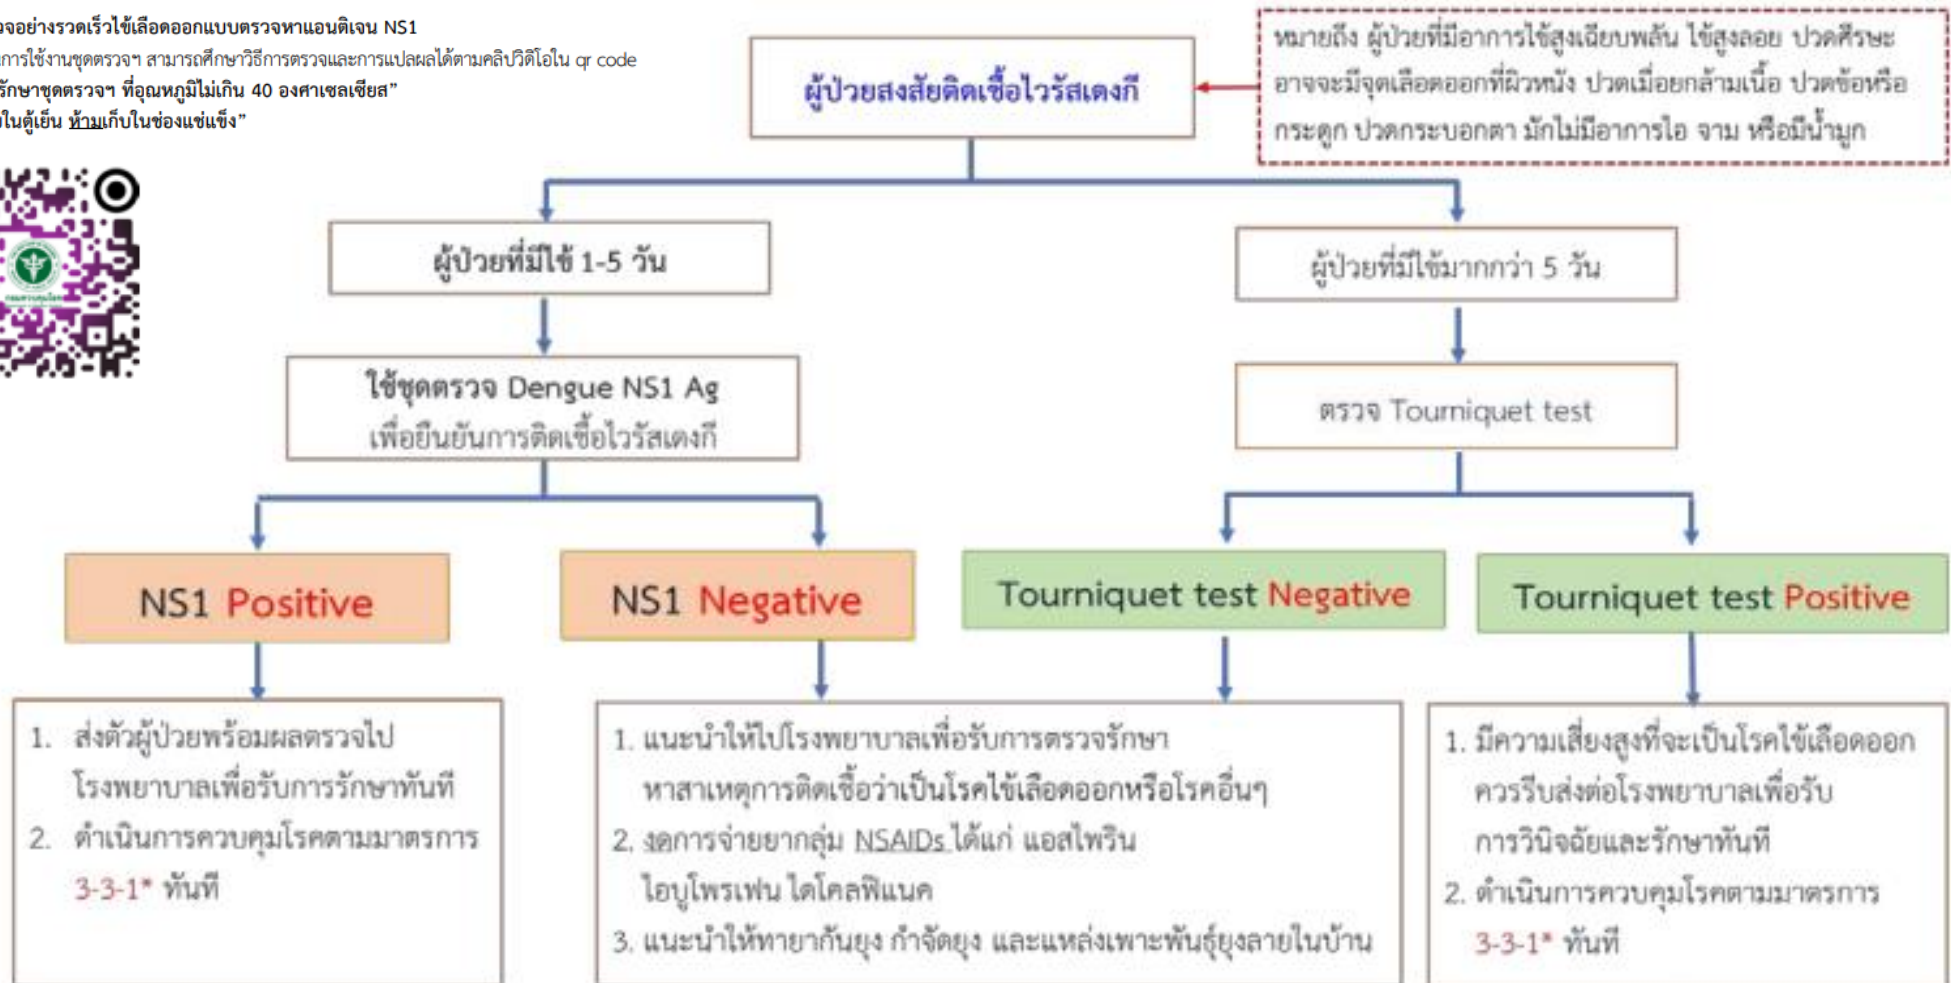 อย่างรวดเร็วไข้เลือดออกแบบตรวจหาแอนติเจน NS1
การใช้งานชุดตรวจฯ สามารถศึกษาวิธีการตรวจและการแปลผลได้ตามคลิปวิดีโอใน qr code
รักษาชุดตรวจฯ ที่อุณหภูมิไม่เกิน 40 องศาเซลเซียส”
ในตู้เย็น ห้ามเก็บในช่องแช่แข็ง”
ผู้ป่วยสงสัยติดเชื้อไวรัสเดงกี
หมายถึง ผู้ป่วยที่มีอาการไข้สูงเฉียบพลัน ไข้สูงลอย ปวดศีรษะ
อาจจะมีจุดเลือดออกที่ผิวหนัง ปวดเมื่อยกล้ามเนื้อ ปวดข้อหรือ
กระดูก ปวดกระบอกตา มักไม่มีอาการไอ จาม หรือมีน้ำมูก
ผู้ป่วยที่มีไข้ 1-5 วัน
ผู้ป่วยที่มีไข้มากกว่า 5 วัน
ใช้ชุดตรวจ Dengue NS1 Ag
เพื่อยืนยันการติดเชื้อไวรัสเดงกี
ตรวจ Tourniquet test
NS1 Positive
NS1 Negative
Tourniquet test Negative
Tourniquet test Positive
1. ส่งตัวผู้ป่วยพร้อมผลตรวจไป
โรงพยาบาลเพื่อรับการรักษาทันที
2. ดำเนินการควบคุมโรคตามมาตรการ
3-3-1* ทันที
1. แนะนำให้ไปโรงพยาบาลเพื่อรับการตรวจรักษา
หาสาเหตุการติดเชื้อว่าเป็นโรคไข้เลือดออกหรือโรคอื่นๆ
2. งดการจ่ายยากลุ่ม NSAIDs ได้แก่ แอสไพริน
ไอบูโพรเฟน ไดโคลฟิแนค
3. แนะนำให้ทายากันยุง กำจัดยุง และแหล่งเพาะพันธุ์ยุงลายในบ้าน
1. มีความเสี่ยงสูงที่จะเป็นโรคไข้เลือดออก
ควรรีบส่งต่อโรงพยาบาลเพื่อรับ
การวินิจฉัยและรักษาทันที
2. ดำเนินการควบคุมโรคตามมาตรการ
3-3-1* ทันที